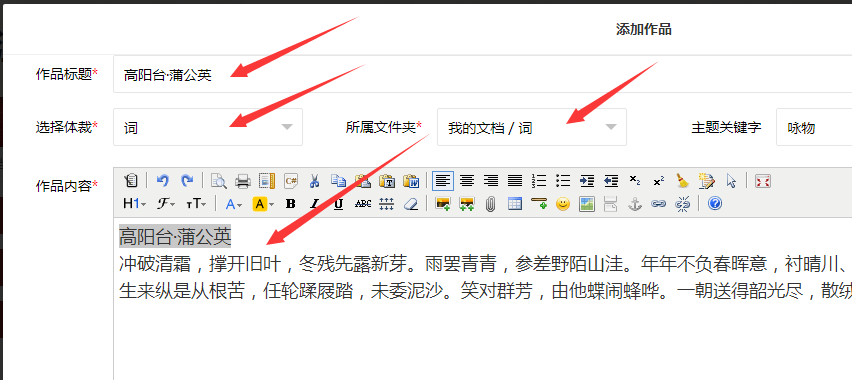 添加作品
作品标题* 高阳台·蒲公英
选择体裁* 词 所属文件夹* 我的文档 / 词 主题关键字 咏物
作品内容*
H1 F TT A A B I U ABC
高阳台·蒲公英
冲破清霜，撑开旧叶，冬残先露新芽。雨罢青青，参差野陌山洼。年年不负春晖意，衬晴川、
生来纵是从根苦，任轮蹂屐踏，未委泥沙。笑对群芳，由他蝶闹蜂哗。一朝送得韶光尽，散绒